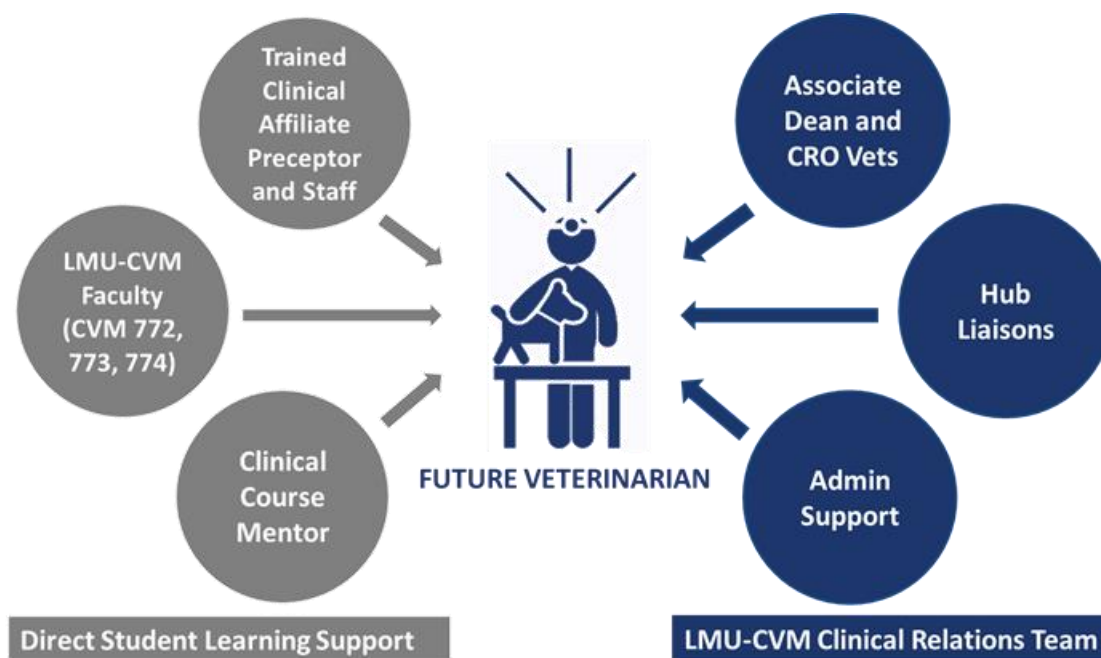 Trained
Clinical
Affiliate
Preceptor
and Staff
LMU-CVM
Faculty
(CVM 772,
773, 774)
Clinical
Course
Mentor
Direct Student Learning Support
FUTURE VETERINARIAN
Associate
Dean and
CRO Vets
Hub
Liaisons
Admin
Support
LMU-CVM Clinical Relations Team